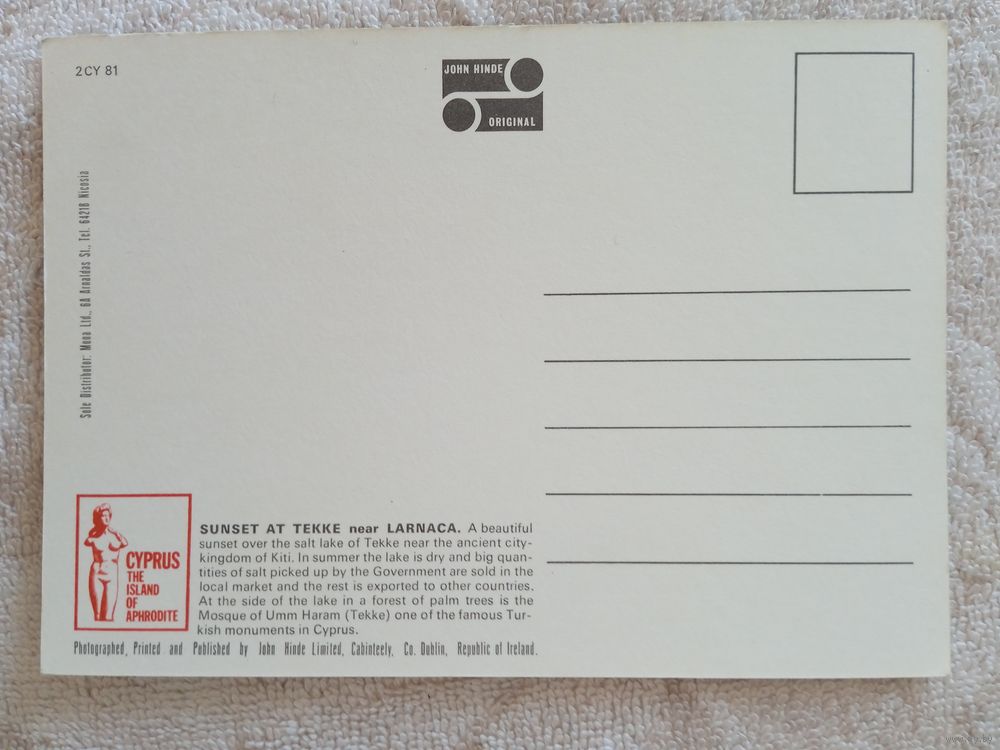 2CY 81
JOHN HINDE
ORIGINAL
Sole Distributor: Mona Ltd., 6A Arnaldas St., Tel. 64218 Nicosia
CYPRUS
THE
ISLAND
OF
APHRODITE
SUNSET AT TEKKE near LARNACA. A beautiful
sunset over the salt lake of Tekke near the ancient city-
kingdom of Kiti. In summer the lake is dry and big quan-
tities of salt picked up by the Government are sold in the
local market and the rest is exported to other countries.
At the side of the lake in a forest of palm trees is the
Mosque of Umm Haram (Tekke) one of the famous Tur-
kish monuments in Cyprus.
Photographed, Printed and Published by John Hinde Limited, Cabinteely, Co. Dublin, Republic of Ireland.